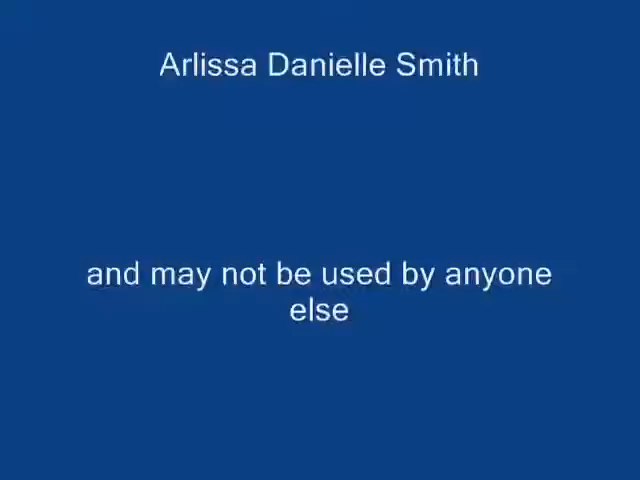 Arlissa Danielle Smith
and may not be used by anyone
else